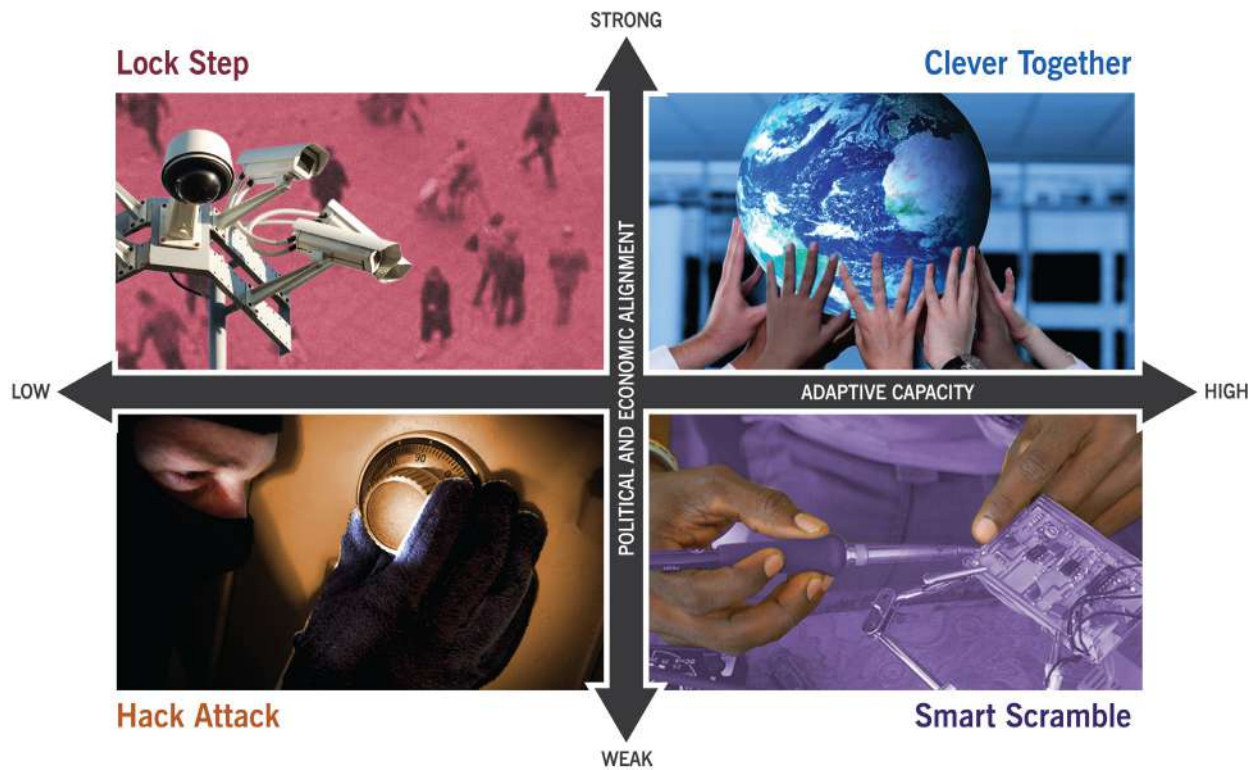 STRONG
Lock Step
Clever Together
POLITICAL AND ECONOMIC ALIGNMENT
LOW
ADAPTIVE CAPACITY
HIGH
Hack Attack
Smart Scramble
WEAK